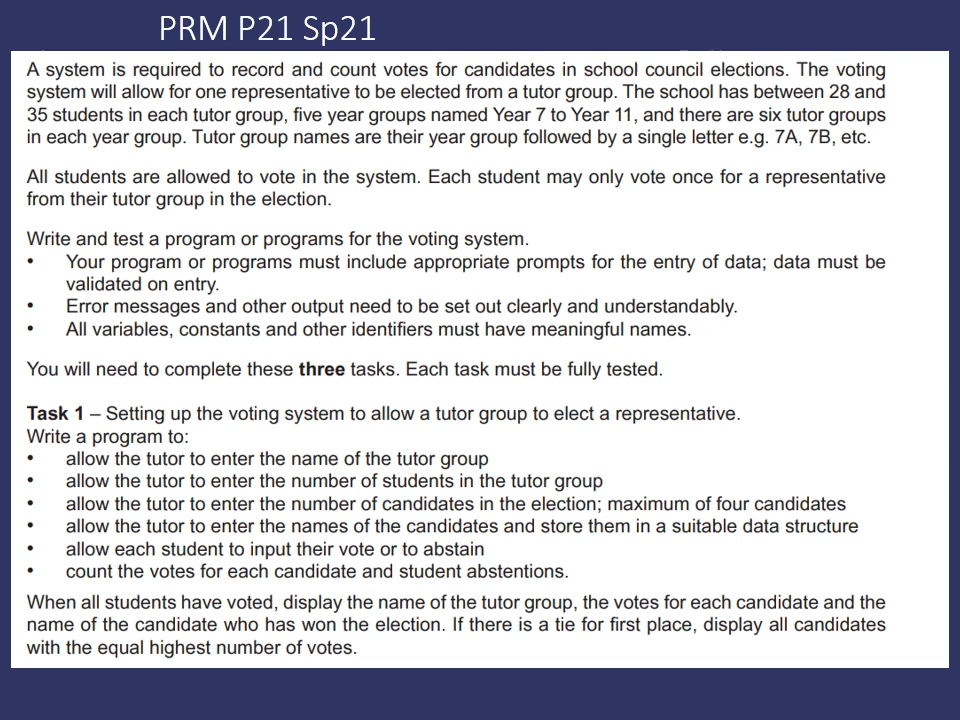 PRM P21 Sp21
A system is required to record and count votes for candidates in school council elections. The voting
system will allow for one representative to be elected from a tutor group. The school has between 28 and
35 students in each tutor group, five year groups named Year 7 to Year 11, and there are six tutor groups
in each year group. Tutor group names are their year group followed by a single letter e.g. 7A, 7B, etc.
All students are allowed to vote in the system. Each student may only vote once for a representative
from their tutor group in the election.
Write and test a program or programs for the voting system.
• Your program or programs must include appropriate prompts for the entry of data; data must be
validated on entry.
• Error messages and other output need to be set out clearly and understandably.
• All variables, constants and other identifiers must have meaningful names.
You will need to complete these three tasks. Each task must be fully tested.
Task 1 – Setting up the voting system to allow a tutor group to elect a representative.
Write a program to:
• allow the tutor to enter the name of the tutor group
• allow the tutor to enter the number of students in the tutor group
• allow the tutor to enter the number of candidates in the election; maximum of four candidates
• allow the tutor to enter the names of the candidates and store them in a suitable data structure
• allow each student to input their vote or to abstain
• count the votes for each candidate and student abstentions.
When all students have voted, display the name of the tutor group, the votes for each candidate and the
name of the candidate who has won the election. If there is a tie for first place, display all candidates
with the equal highest number of votes.